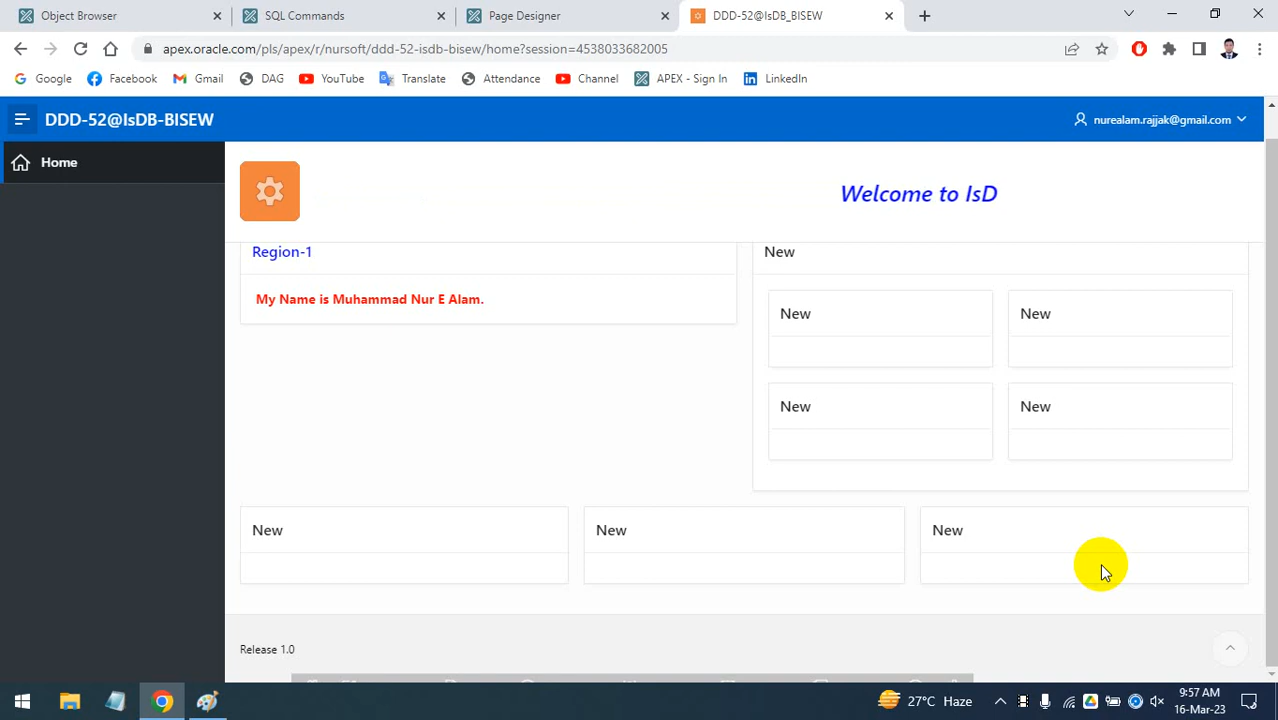 Object Browser
SQL Commands
Page Designer
DDD-52@IsDB_BISEW
apex.oracle.com/pls/apex/r/nursoft/ddd-52-isdb-bisew/home?session=4538033682005
Google
Facebook
Gmail
DAG
YouTube
Translate
Attendance
Channel
APEX - Sign In
LinkedIn
DDD-52@IsDB-BISEW
nurealam.rajjak@gmail.com
Home
Welcome to IsD
Region-1
My Name is Muhammad Nur E Alam.
New
New
New
New
New
New
New
New
Release 1.0
27°C Haze
9:57 AM
16-Mar-23